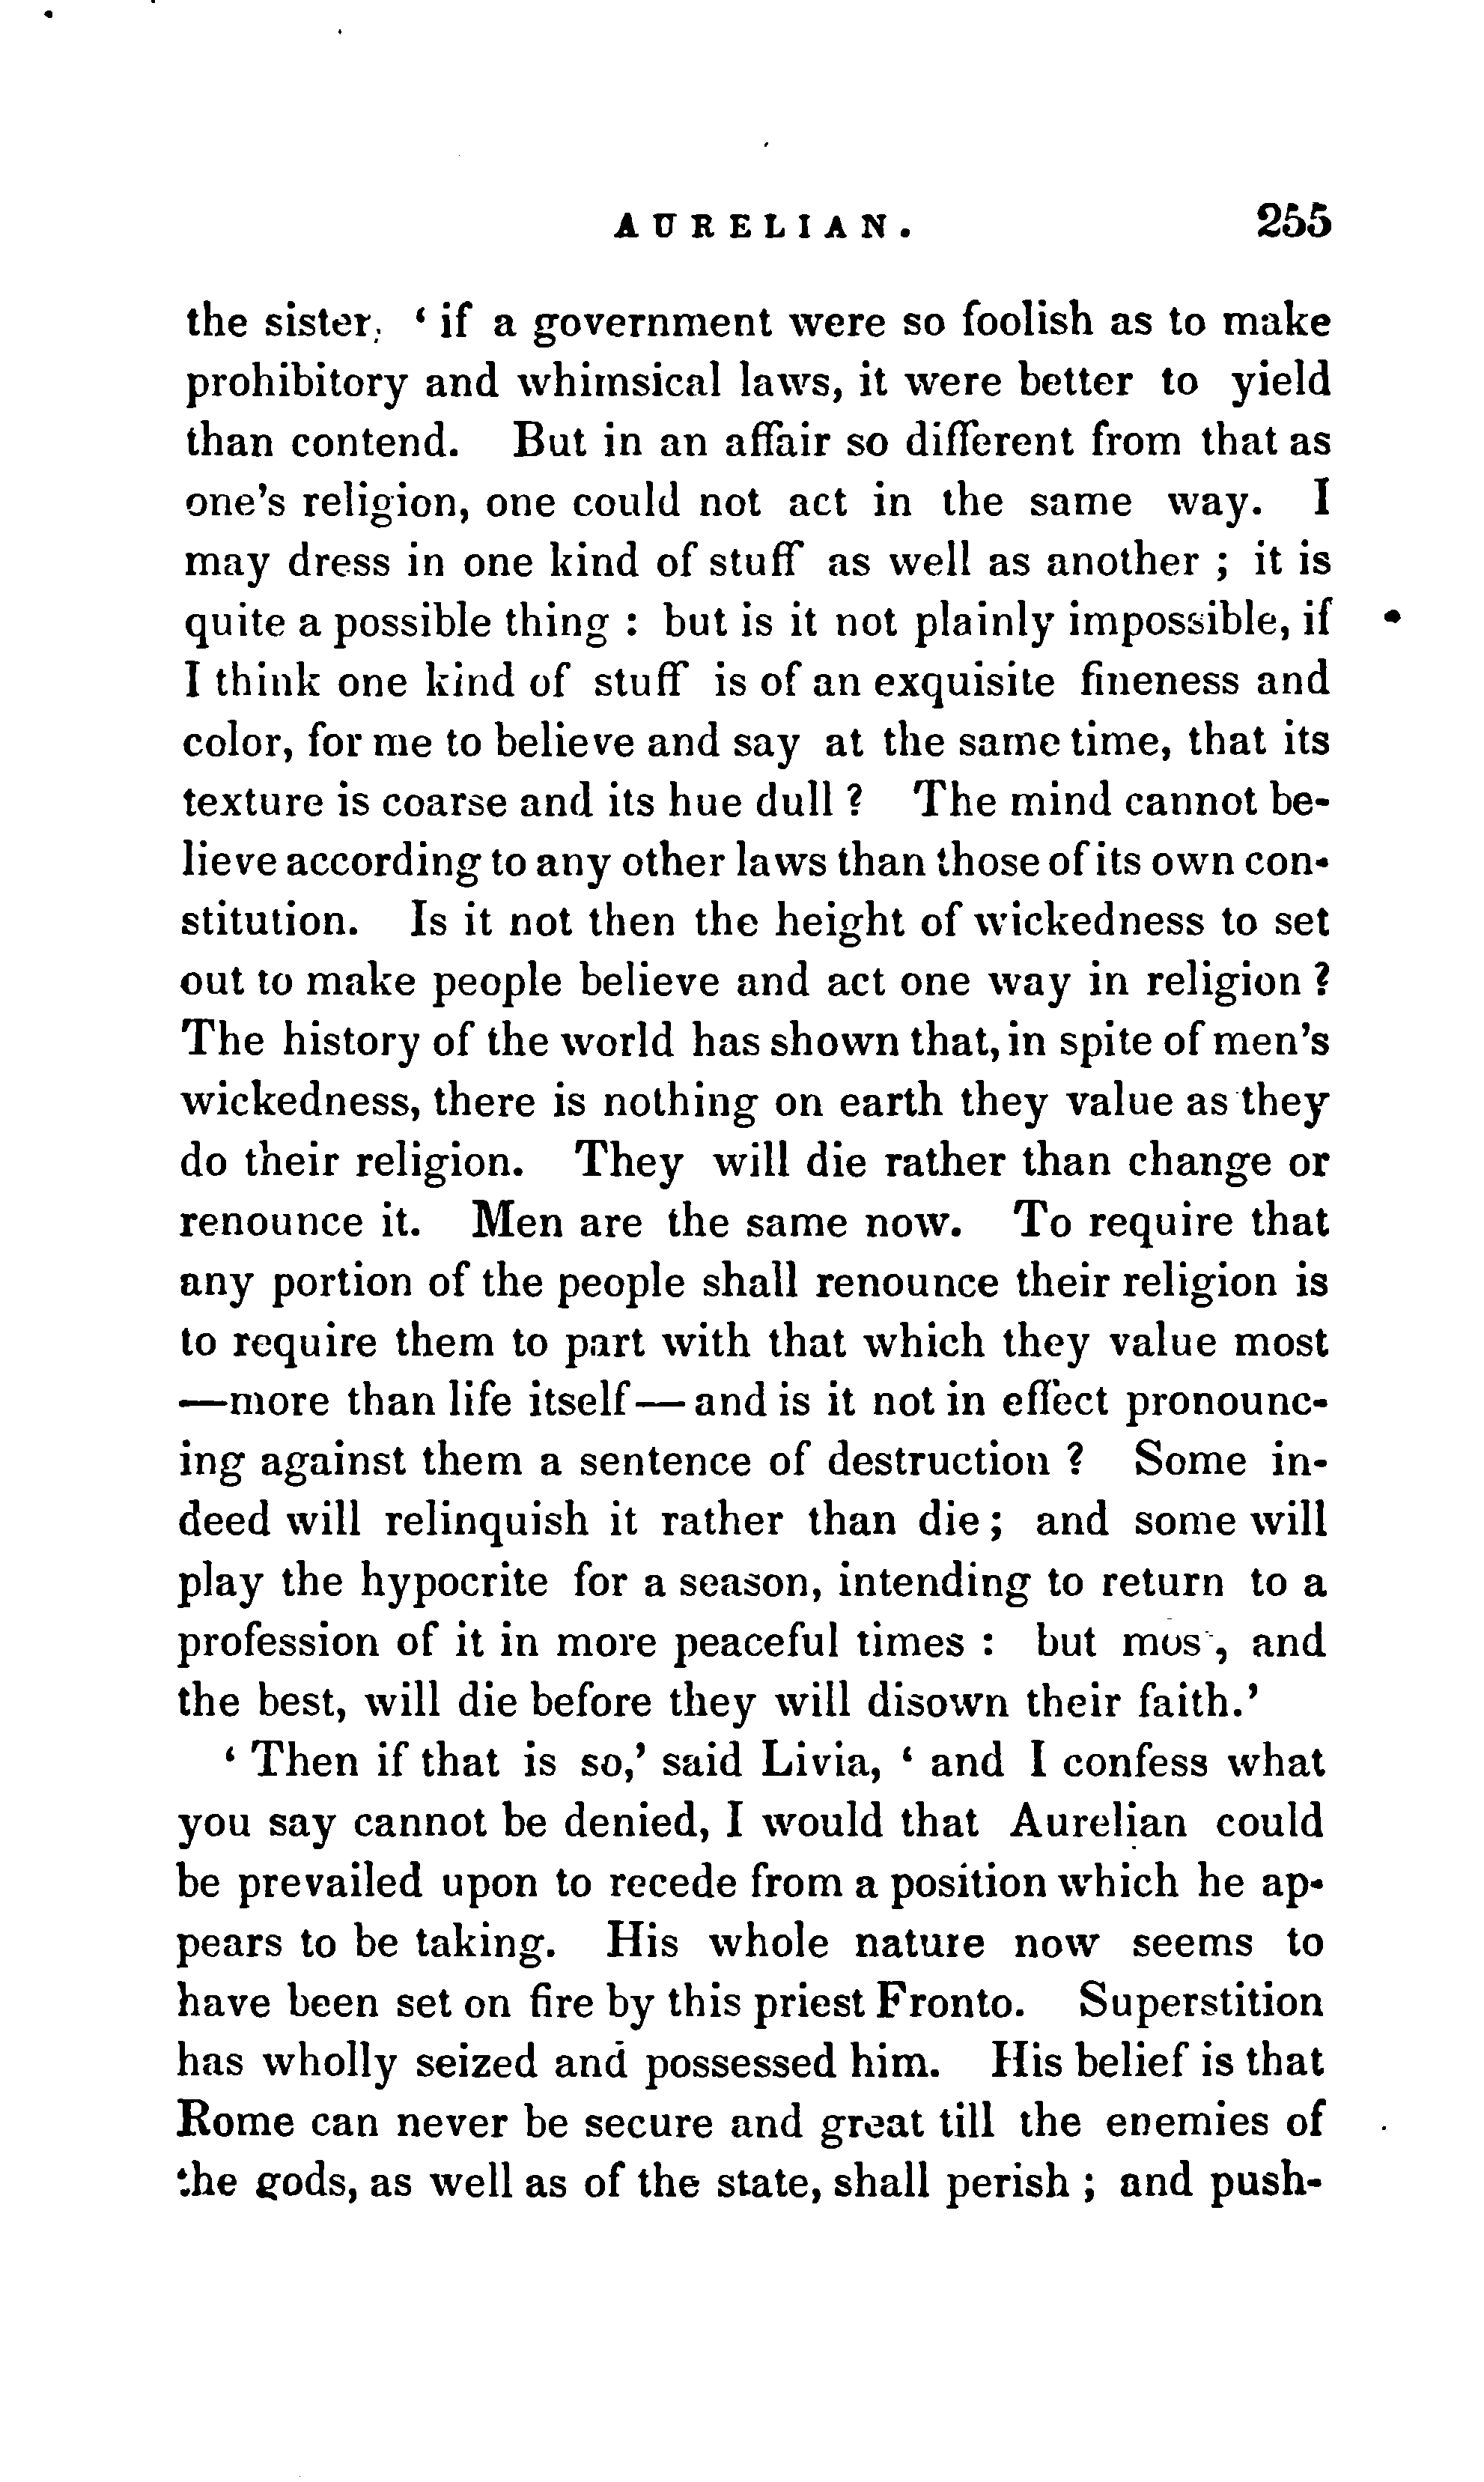 AURELIAN. 255
the sister, ‘ if a government were so foolish as to make
prohibitory and whimsical laws, it were better to yield
than contend. But in an affair so different from that as
one’s religion, one could not act in the same way. I
may dress in one kind of stuff as well as another ; it is
quite a possible thing : but is it not plainly impossible, if
I think one kind of stuff is of an exquisite fineness and
color, for me to believe and say at the same time, that its
texture is coarse and its hue dull ? The mind cannot be-
lieve according to any other laws than those of its own con-
stitution. Is it not then the height of wickedness to set
out to make people believe and act one way in religion ?
The history of the world has shown that, in spite of men’s
wickedness, there is nothing on earth they value as they
do their religion. They will die rather than change or
renounce it. Men are the same now. To require that
any portion of the people shall renounce their religion is
to require them to part with that which they value most
—more than life itself—and is it not in effect pronounc-
ing against them a sentence of destruction ? Some in-
deed will relinquish it rather than die ; and some will
play the hypocrite for a season, intending to return to a
profession of it in more peaceful times : but most, and
the best, will die before they will disown their faith.’
‘ Then if that is so,’ said Livia, ‘ and I confess what
you say cannot be denied, I would that Aurelian could
be prevailed upon to recede from a position which he ap-
pears to be taking. His whole nature now seems to
have been set on fire by this priest Fronto. Superstition
has wholly seized and possessed him. His belief is that
Rome can never be secure and great till the enemies of
the gods, as well as of the state, shall perish ; and push-